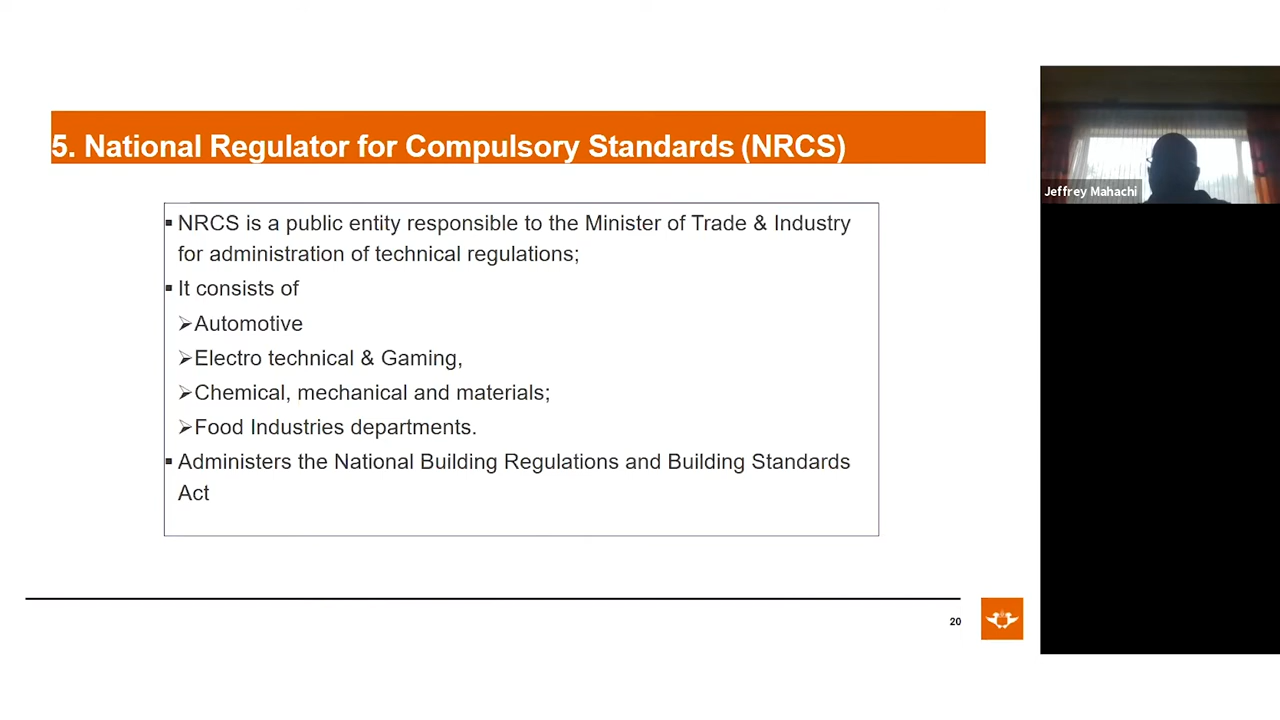 5. National Regulator for Compulsory Standards (NRCS)
▪ NRCS is a public entity responsible to the Minister of Trade & Industry
for administration of technical regulations;
▪ It consists of
➢Automotive
➢Electro technical & Gaming,
➢Chemical, mechanical and materials;
➢Food Industries departments.
▪ Administers the National Building Regulations and Building Standards
Act
20
Jeffrey Mahachi